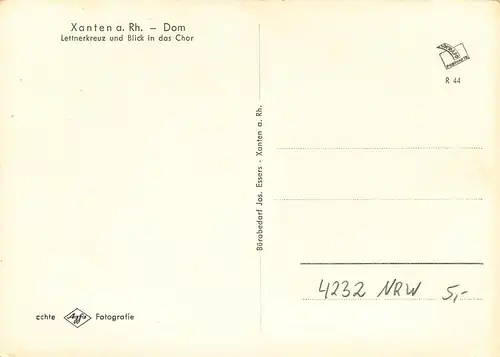 Xanten a. Rh. – Dom
Lettnerkreuz und Blick in das Chor
R 44
Bürobedarf Jos. Essers · Xanten a. Rh.
4232 NRW 5,-
echte Agfa Fotografie